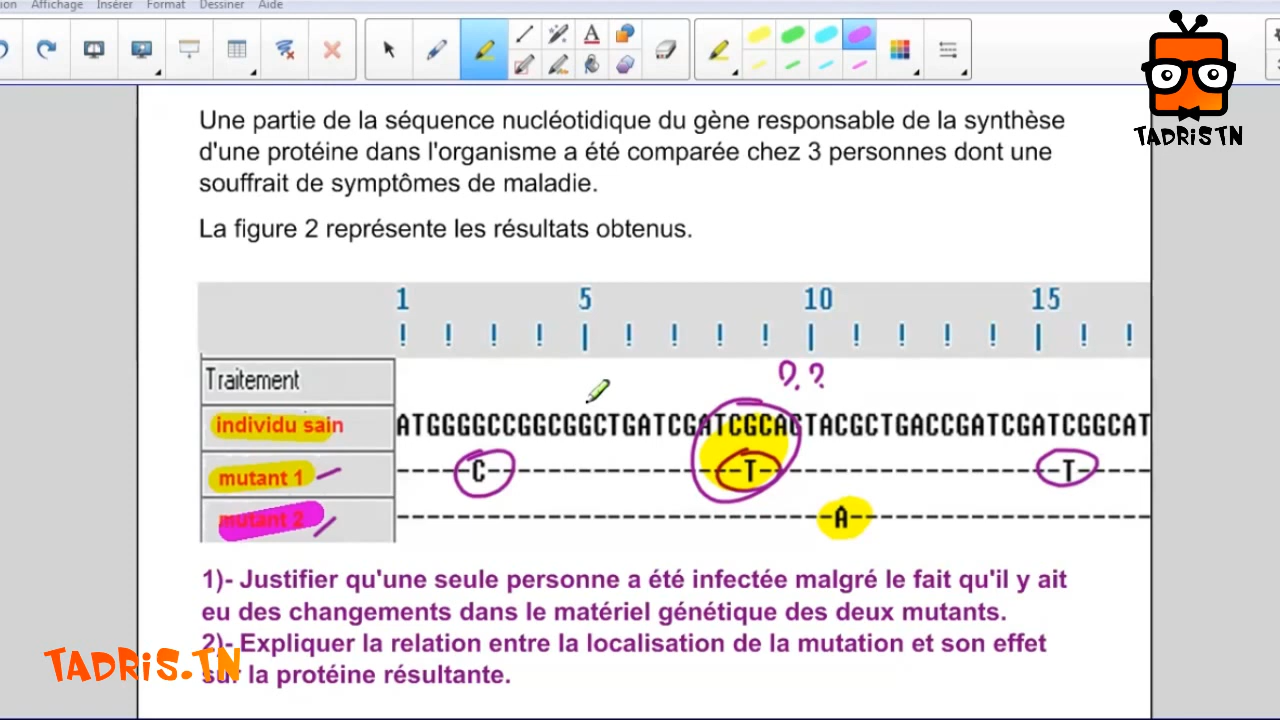 ion Affichage Insérer Format Dessiner Aide
TADRiSTN
Une partie de la séquence nucléotidique du gène responsable de la synthèse
d'une protéine dans l'organisme a été comparée chez 3 personnes dont une
souffrait de symptômes de maladie.
La figure 2 représente les résultats obtenus.
1 5 10 15
Traitement
?.?
individu sain ATGGGGCCGGCGGCTGATCGATCGCACTACGCTGACCGATCGATCGGCAT
mutant 1 -----C-----------------T--------------------T-----
mutant 2 -----------------------------A--------------------
1)- Justifier qu'une seule personne a été infectée malgré le fait qu'il y ait
eu des changements dans le matériel génétique des deux mutants.
2)- Expliquer la relation entre la localisation de la mutation et son effet
sur la protéine résultante.
TADRiS.TN